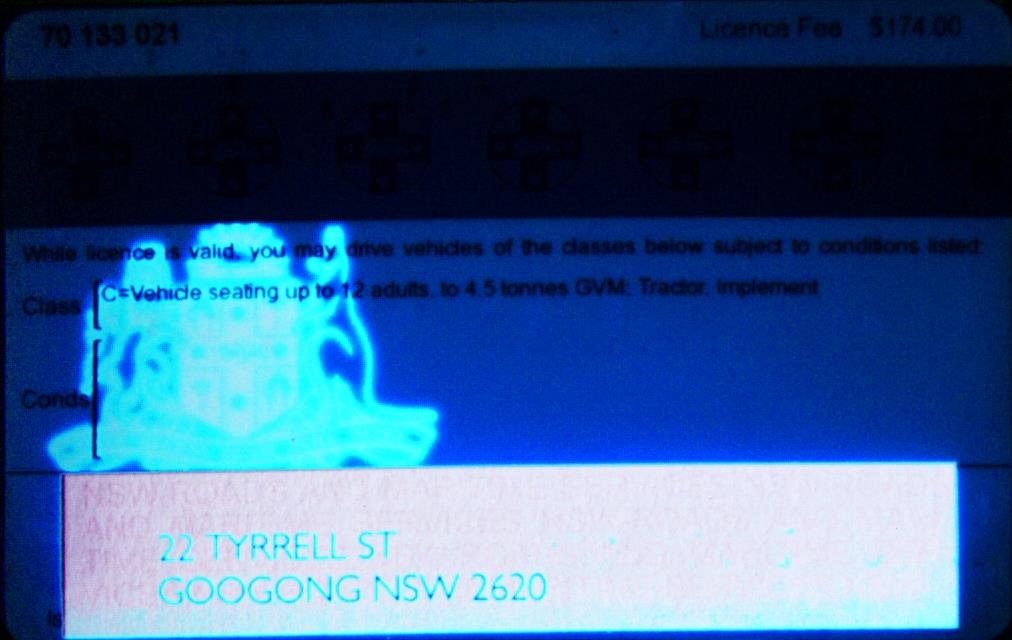 70 133 021 Licence Fee $174.00
While licence is valid, you may drive vehicles of the classes below subject to conditions listed:
Class C=Vehicle seating up to 12 adults, to 4.5 tonnes GVM; Tractor, Implement
Conds
22 TYRRELL ST
GOOGONG NSW 2620